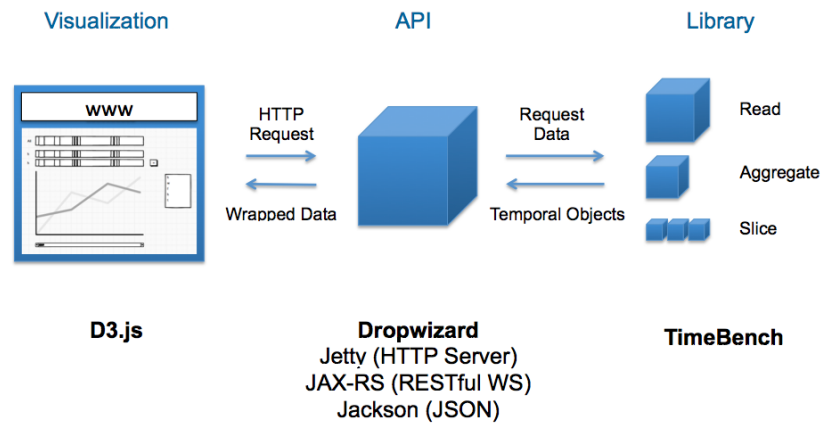 Visualization
API
Library
www
HTTP
Request
Wrapped Data
Request
Data
Temporal Objects
Read
Aggregate
Slice
D3.js
Dropwizard
Jetty (HTTP Server)
JAX-RS (RESTful WS)
Jackson (JSON)
TimeBench